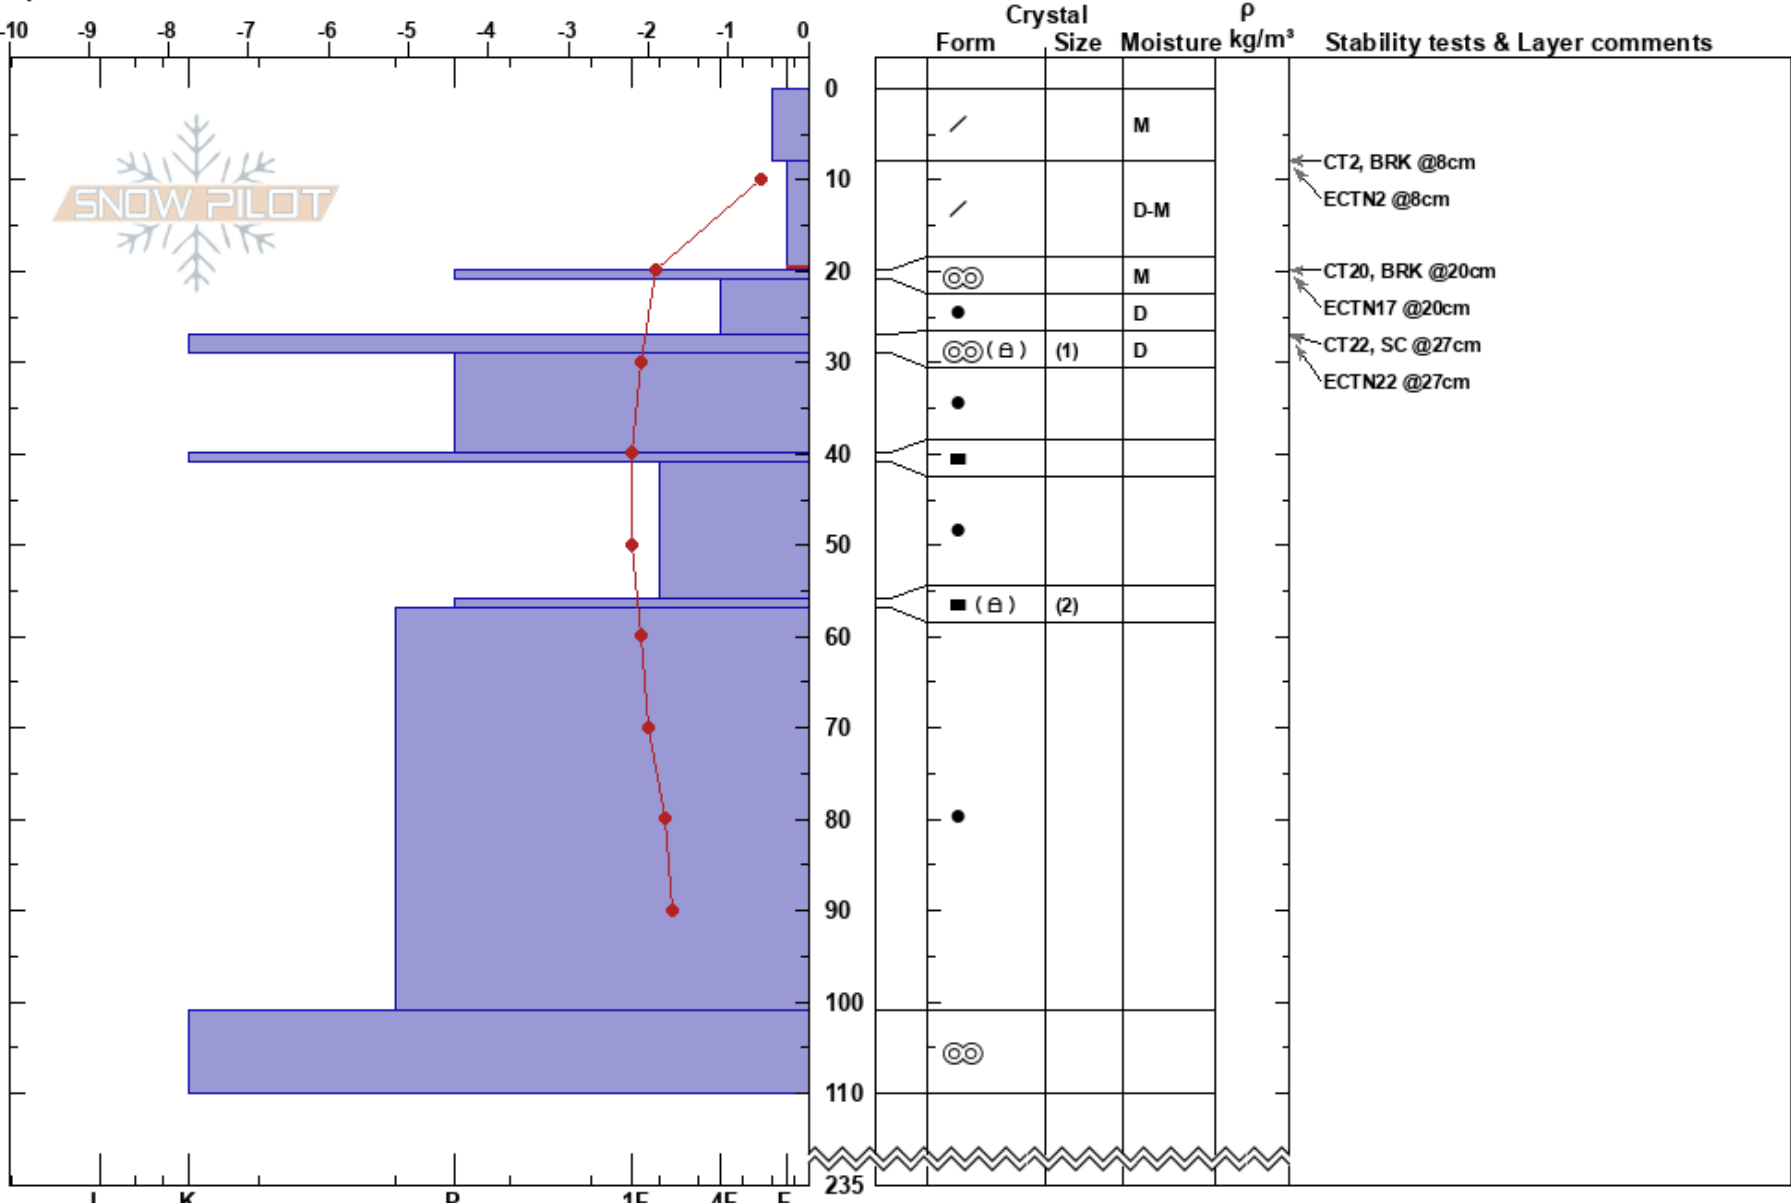 Crystal ρ
-10 -9 -8 -7 -6 -5 -4 -3 -2 -1 0
Form Size Moisture kg/m³ Stability tests & Layer comments
0
M
CT2, BRK @8cm
10
SNOW PILOT
ECTN2 @8cm
D-M
20
M
CT20, BRK @20cm
D
ECTN17 @20cm
(1) D
CT22, SC @27cm
30
ECTN22 @27cm
40
50
(2)
60
70
80
90
100
110
235
I K P 1F 4F F